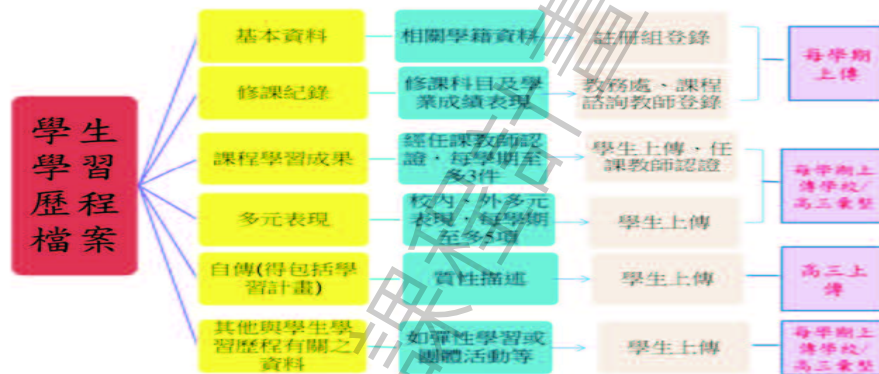 學生
學習
歷程
檔案
基本資料
相關學籍資料
註冊組登錄
每學期
上傳
修課紀錄
修課科目及學
業成績表現
教務處、課程
諮詢教師登錄
課程學習成果
經任課教師認
證，每學期至
多3件
學生上傳、任
課教師認證
每學期上
傳學校/
高三彙整
多元表現
校內、外多元
表現，每學期
至多5項
學生上傳
自傳(得包括學
習計畫)
質性描述
學生上傳
高三上
傳
其他與學生學
習歷程有關之
資料
如彈性學習或
團體活動等
學生上傳
每學期上
傳學校/
高三彙整
課程計畫